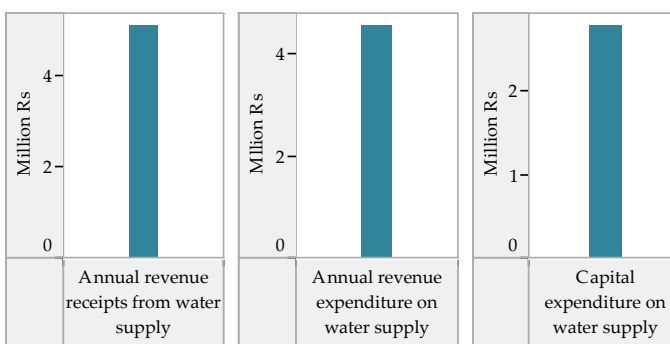 Million Rs
4
2
0
Annual revenue
receipts from water
supply
Million Rs
4
2
0
Annual revenue
expenditure on
water supply
Million Rs
2
1
0
Capital
expenditure on
water supply